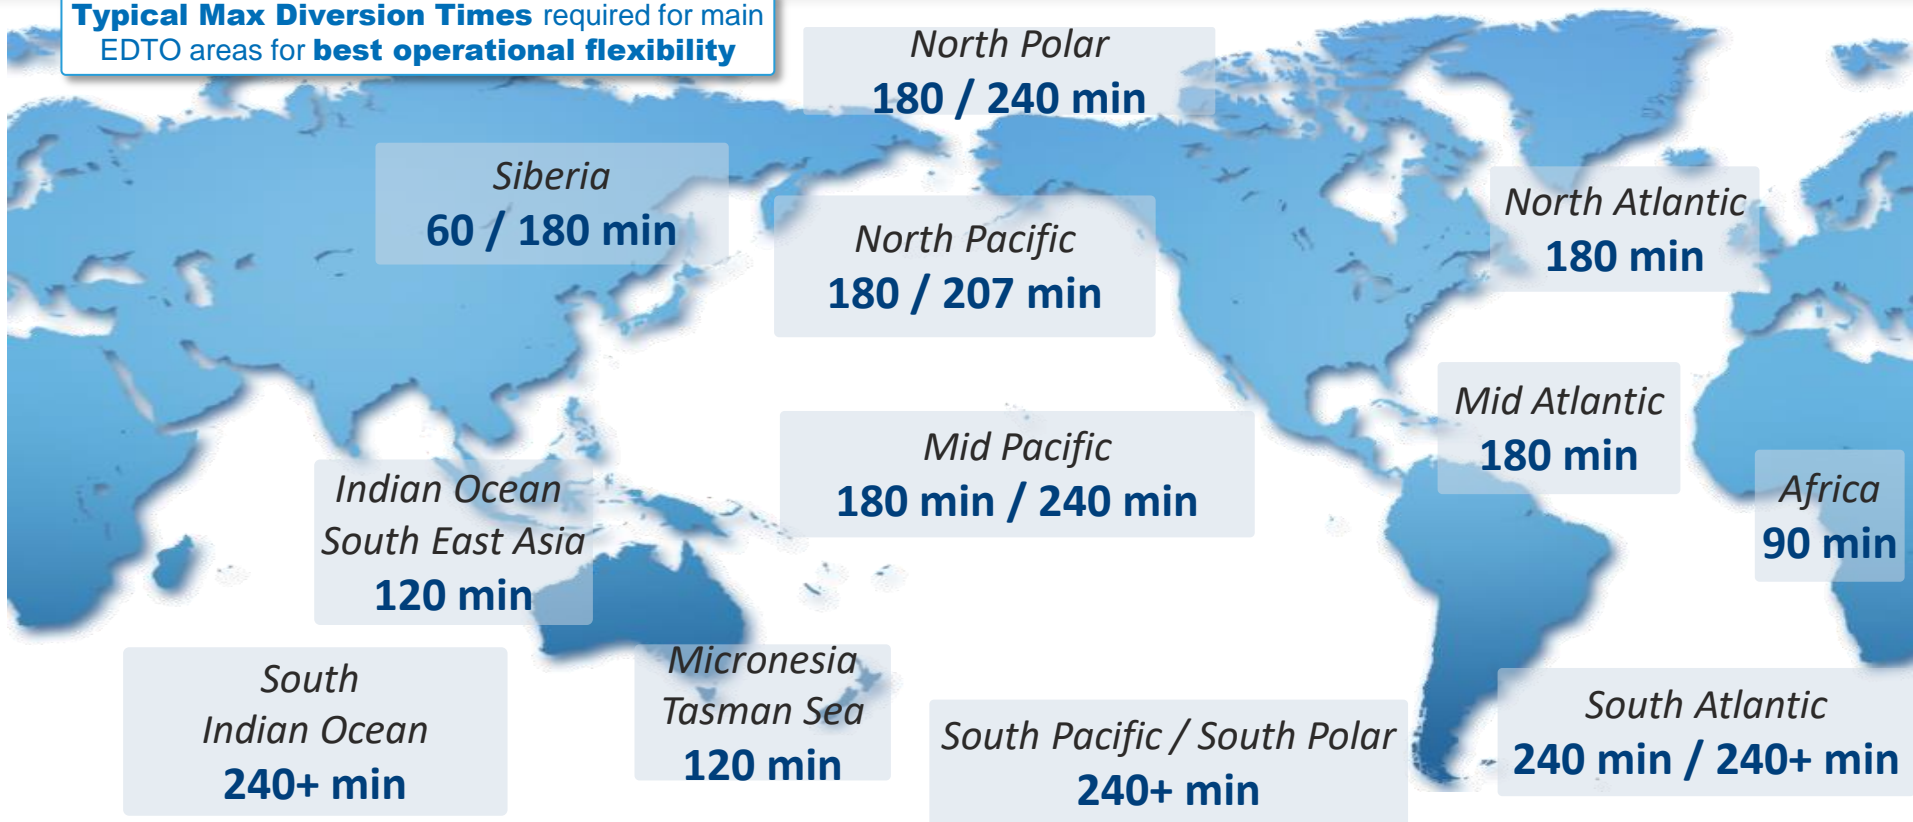 Typical Max Diversion Times required for main
EDTO areas for best operational flexibility
North Polar
180 / 240 min
Siberia
60 / 180 min
North Pacific
180 / 207 min
North Atlantic
180 min
Mid Atlantic
180 min
Mid Pacific
180 min / 240 min
Africa
90 min
Indian Ocean
South East Asia
120 min
South
Indian Ocean
240+ min
Micronesia
Tasman Sea
120 min
South Pacific / South Polar
240+ min
South Atlantic
240 min / 240+ min